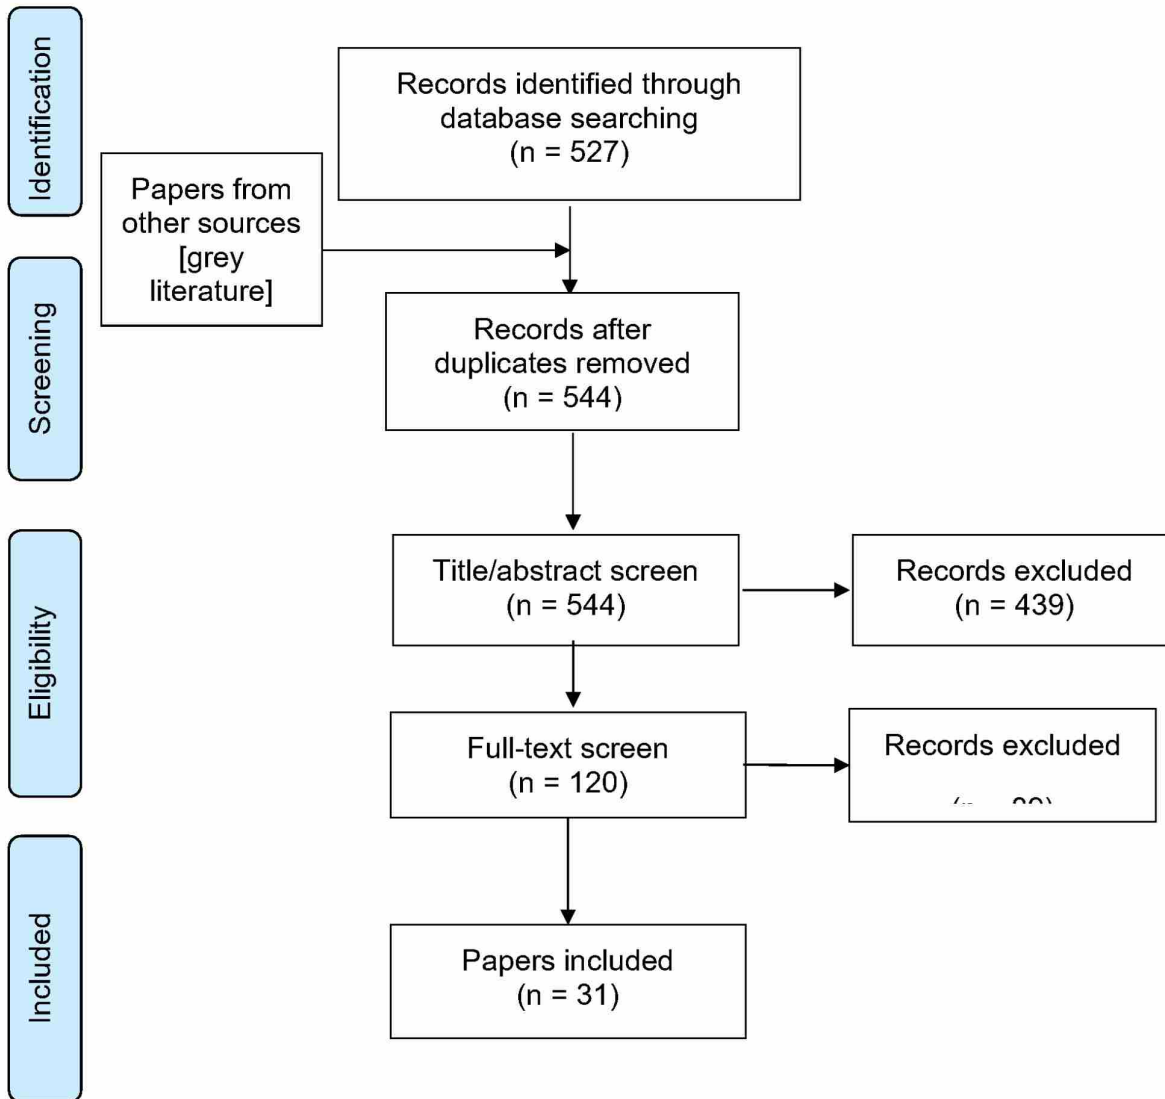 Identification
Records identified through
database searching
(n = 527)
Papers from
other sources
[grey
literature]
Screening
Records after
duplicates removed
(n = 544)
Eligibility
Title/abstract screen
(n = 544)
Records excluded
(n = 439)
Full-text screen
(n = 120)
Records excluded
Included
Papers included
(n = 31)